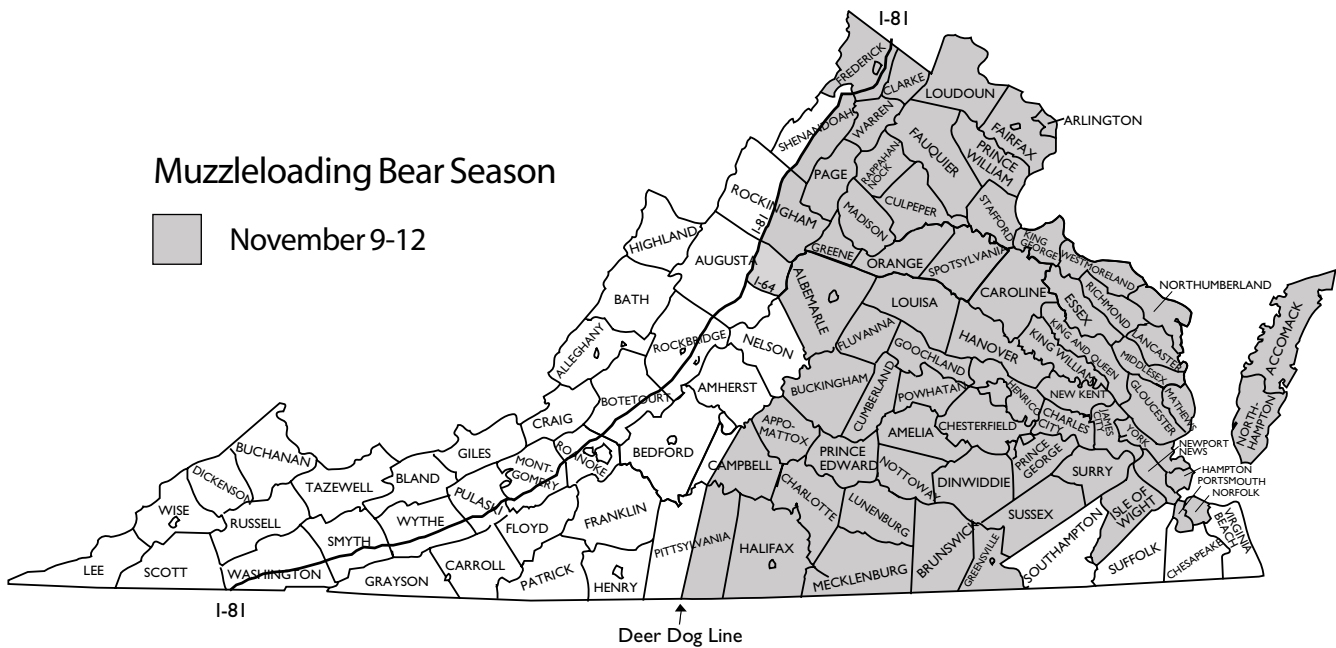 I-81
FREDERICK
CLARKE
LOUDOUN
SHENANDOAH
WARREN
FAUQUIER
FAIRFAX
ARLINGTON
PRINCE
WILLIAM
Muzzleloading Bear Season
November 9-12
PAGE
RAPPAHAN
NOCK
ROCKINGHAM
MADISON
CULPEPER
STAFFORD
KING
GEORGE
WESTMORELAND
HIGHLAND
I-81
AUGUSTA
GREENE
ORANGE
SPOTSYLVANIA
I-64
ALBEMARLE
BATH
LOUISA
CAROLINE
ESSEX
RICHMOND
NORTHUMBERLAND
ACCOMACK
ALLEGHANY
ROCKBRIDGE
NELSON
FLUVANNA
GOOCHLAND
HANOVER
KING WILLIAM
KING AND QUEEN
LANCASTER
MIDDLESEX
BOTETOURT
AMHERST
BUCKINGHAM
CUMBERLAND
POWHATAN
HENRICO
NEW KENT
GLOUCESTER
MATHEWS
NORTH-
HAMPTON
CRAIG
APPO-
MATTOX
AMELIA
CHESTERFIELD
CHARLES
CITY
JAMES
CITY
YORK
NEWPORT
NEWS
BUCHANAN
GILES
ROANOKE
BEDFORD
CAMPBELL
PRINCE
EDWARD
NOTTOWAY
PRINCE
GEORGE
SURRY
HAMPTON
PORTSMOUTH
NORFOLK
DICKENSON
TAZEWELL
BLAND
MONT-
GOMERY
PULASKI
CHARLOTTE
LUNENBURG
DINWIDDIE
SUSSEX
ISLE OF
WIGHT
VIRGINIA
BEACH
WISE
RUSSELL
SMYTH
WYTHE
FLOYD
FRANKLIN
PITTSYLVANIA
HALIFAX
BRUNSWICK
GREENSVILLE
SOUTHAMPTON
SUFFOLK
CHESAPEAKE
LEE
SCOTT
WASHINGTON
GRAYSON
CARROLL
PATRICK
HENRY
MECKLENBURG
I-81
Deer Dog Line